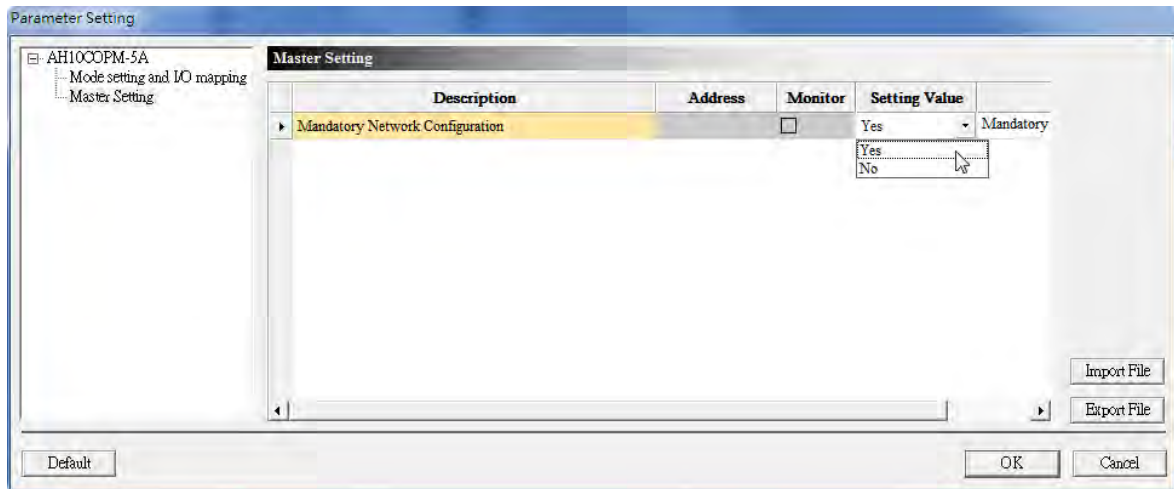 Parameter Setting
AH10COPM-5A
Mode setting and I/O mapping
Master Setting
Master Setting
Description Address Monitor Setting Value
Mandatory Network Configuration Yes Mandatory
Yes
No
Import File
Export File
Default OK Cancel